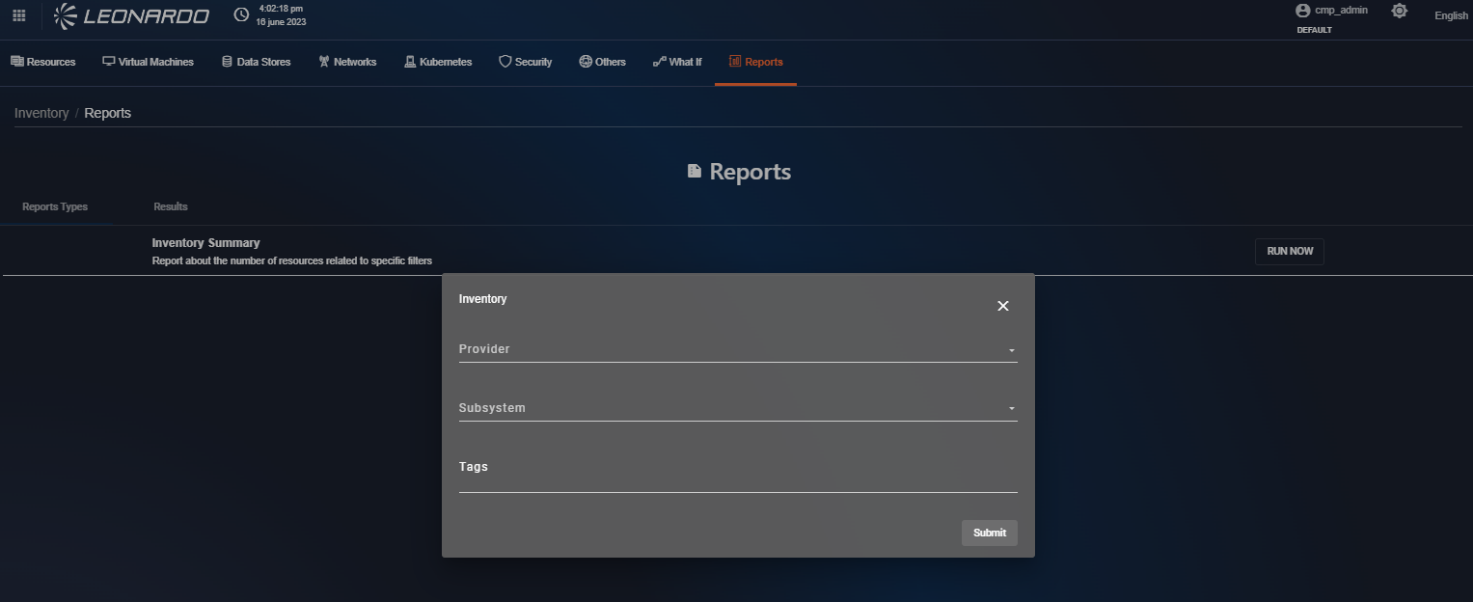 LEONARDO
4:02:18 pm
16 june 2023
cmp_admin
DEFAULT
English
Resources
Virtual Machines
Data Stores
Networks
Kubernetes
Security
Others
What If
Reports
Inventory / Reports
Reports
Reports Types
Results
Inventory Summary
Report about the number of resources related to specific filters
RUN NOW
Inventory
Provider
Subsystem
Tags
Submit